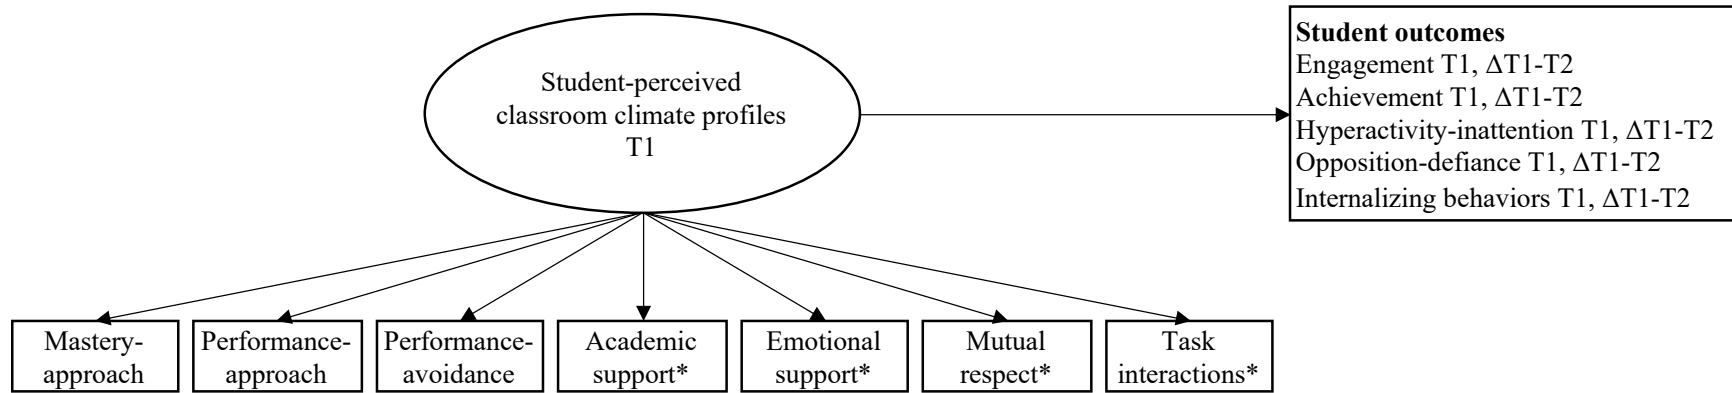 Student-perceived
classroom climate profiles
T1
Student outcomes
Engagement T1, ΔT1-T2
Achievement T1, ΔT1-T2
Hyperactivity-inattention T1, ΔT1-T2
Opposition-defiance T1, ΔT1-T2
Internalizing behaviors T1, ΔT1-T2
Mastery-
approach
Performance-
approach
Performance-
avoidance
Academic
support*
Emotional
support*
Mutual
respect*
Task
interactions*